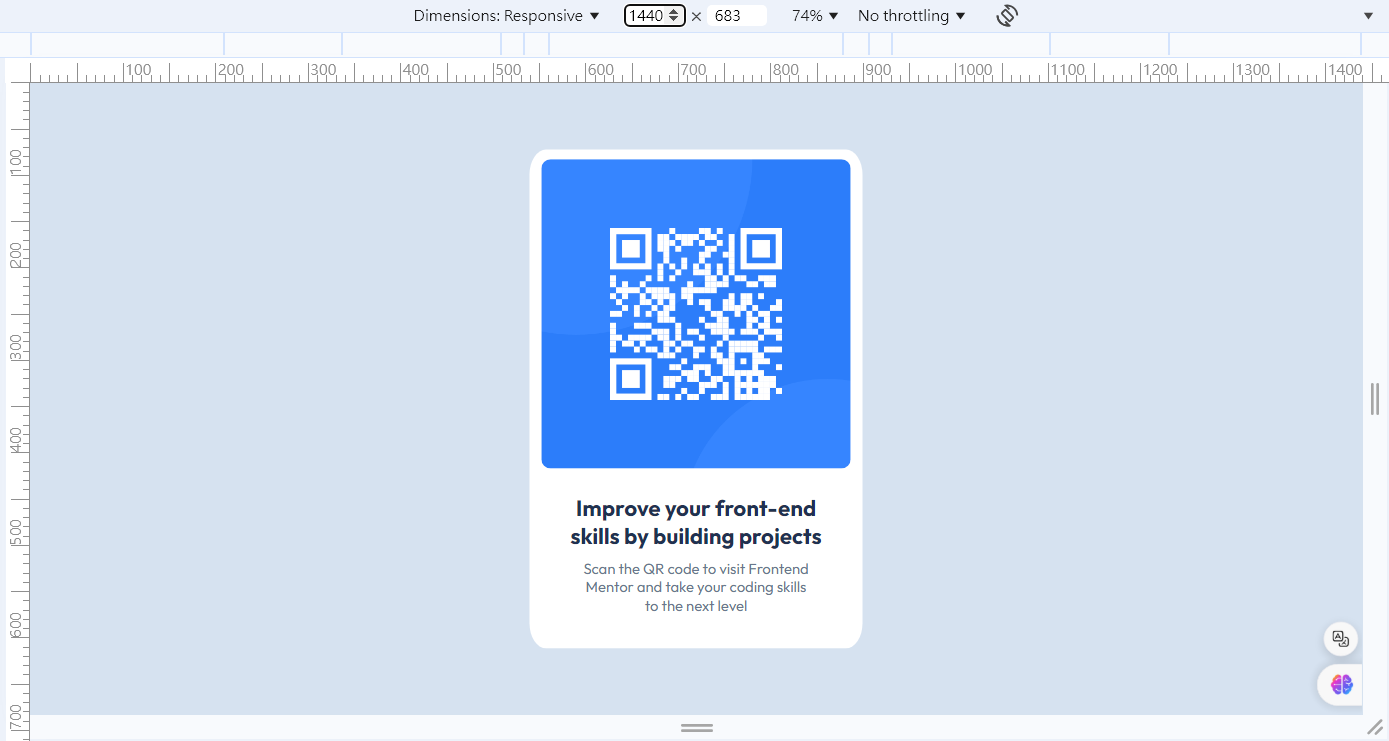 Dimensions: Responsive 1440 × 683 74% No throttling
100 200 300 400 500 600 700 800 900 1000 1100 1200 1300 1400
100
200
300
400
500
600
700
Improve your front-end
skills by building projects
Scan the QR code to visit Frontend
Mentor and take your coding skills
to the next level